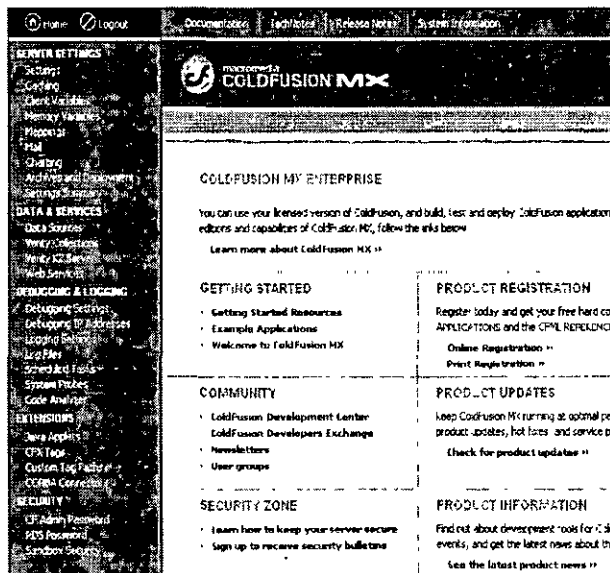 Home Logout Documentation TechNotes Release Notes System Information
SERVER SETTINGS
Settings
Caching
Client Variables
Memory Variables
Mappings
Mail
Charting
Archives and Deployment
Settings Summary
DATA & SERVICES
Data Sources
Verity Collections
Verity K2 Server
Web Services
DEBUGGING & LOGGING
Debugging Settings
Debugging IP Addresses
Logging Settings
Log Files
Scheduled Tasks
System Probes
Code Analyzer
EXTENSIONS
Java Applets
CFX Tags
Custom Tag Paths
CORBA Connectors
SECURITY
CF Admin Password
RDS Password
Sandbox Security
macromedia
COLDFUSION MX
COLDFUSION MX ENTERPRISE
You can use your licensed version of ColdFusion, and build, test and deploy ColdFusion application
editions and capabilities of ColdFusion MX, follow the links below
Learn more about ColdFusion MX »
GETTING STARTED
· Getting Started Resources
· Example Applications
· Welcome to ColdFusion MX
PRODUCT REGISTRATION
Register today and get your free hard co
APPLICATIONS and the CFML REFERENCE
Online Registration »
Print Registration »
COMMUNITY
· ColdFusion Development Center
ColdFusion Developers Exchange
· Newsletters
· User groups
PRODUCT UPDATES
Keep ColdFusion MX running at optimal pe
product updates, hot fixes and service p
Check for product updates »
SECURITY ZONE
· Learn how to keep your server secure
· Sign up to receive security bulletins
PRODUCT INFORMATION
Find out about development tools for Cold
events, and get the latest news about th
See the latest product news »